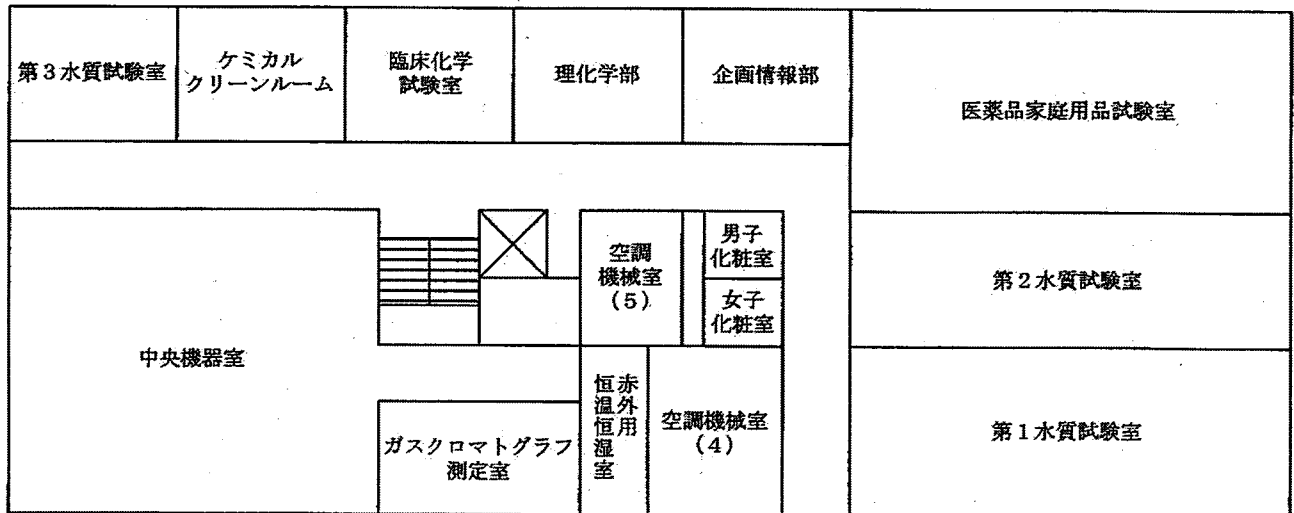 第3水質試験室
ケミカル
クリーンルーム
臨床化学
試験室
理化学部
企画情報部
医薬品家庭用品試験室
男子
化粧室
空調
機械室
(5)
女子
化粧室
第2水質試験室
中央機器室
赤外用
恒温恒湿室
空調機械室
(4)
第1水質試験室
ガスクロマトグラフ
測定室